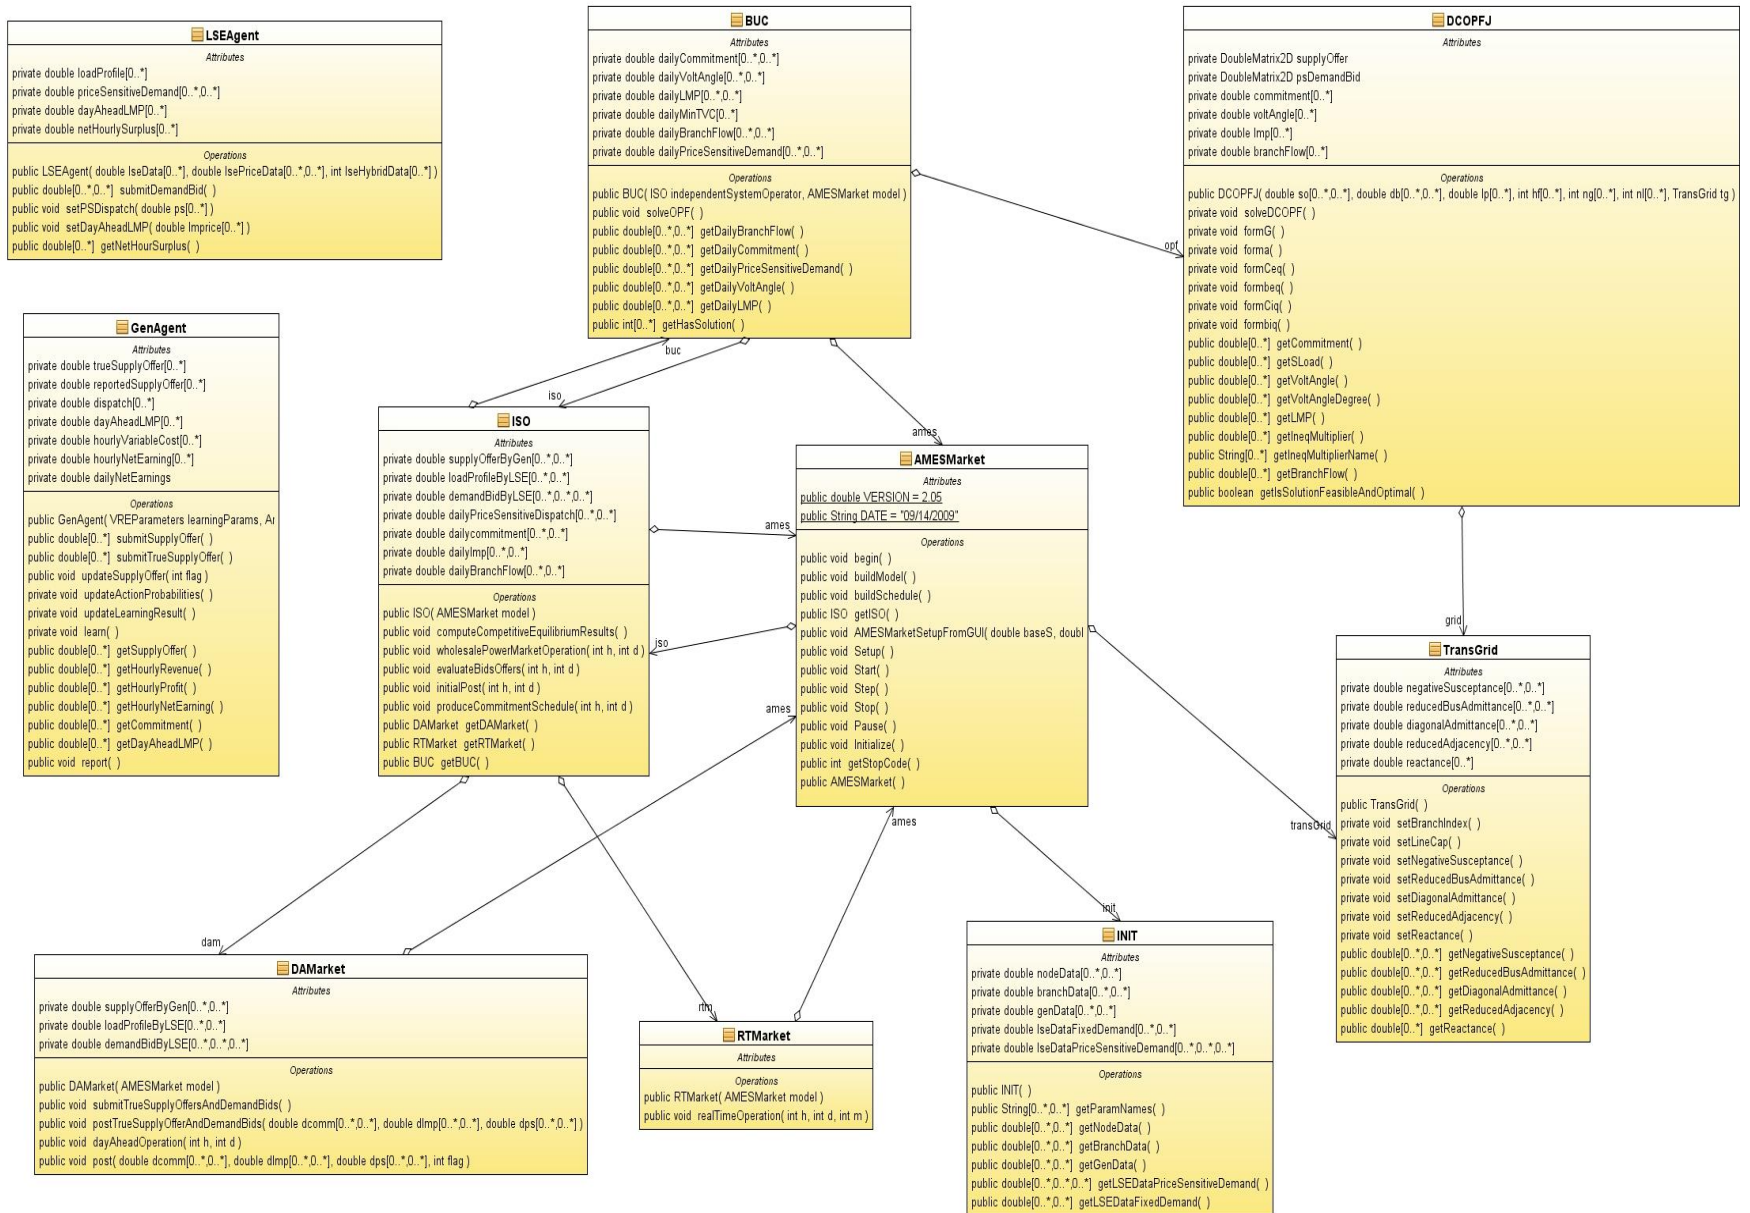 LSEAgent
Attributes
private double loadProfile[0..*]
private double priceSensitiveDemand[0..*,0..*]
private double dayAheadLMP[0..*]
private double netHourlySurplus[0..*]
Operations
public LSEAgent( double lseData[0..*], double lsePriceData[0..*,0..*], int lseHybridData[0..*] )
public double[0..*,0..*] submitDemandBid( )
public void setPSDispatch( double ps[0..*] )
public void setDayAheadLMP( double lmprice[0..*] )
public double[0..*] getNetHourSurplus( )
BUC
Attributes
private double dailyCommitment[0..*,0..*]
private double dailyVoltAngle[0..*,0..*]
private double dailyLMP[0..*,0..*]
private double dailyMinTVC[0..*]
private double dailyBranchFlow[0..*,0..*]
private double dailyPriceSensitiveDemand[0..*,0..*]
Operations
public BUC( ISO independentSystemOperator, AMESMarket model )
public void solveOPF( )
public double[0..*,0..*] getDailyBranchFlow( )
public double[0..*,0..*] getDailyCommitment( )
public double[0..*,0..*] getDailyPriceSensitiveDemand( )
public double[0..*,0..*] getDailyVoltAngle( )
public double[0..*,0..*] getDailyLMP( )
public int[0..*] getHasSolution( )
DCOPFJ
Attributes
private DoubleMatrix2D supplyOffer
private DoubleMatrix2D psDemandBid
private double commitment[0..*]
private double voltAngle[0..*]
private double lmp[0..*]
private double branchFlow[0..*]
Operations
public DCOPFJ( double so[0..*,0..*], double db[0..*,0..*], double lp[0..*], int hf[0..*], int ng[0..*], int nl[0..*], TransGrid tg )
private void solveDCOPF( )
private void formG( )
private void forma( )
private void formCeq( )
private void formbeq( )
private void formCiq( )
private void formbiq( )
public double[0..*] getCommitment( )
public double[0..*] getSLoad( )
public double[0..*] getVoltAngle( )
public double[0..*] getVoltAngleDegree( )
public double[0..*] getLMP( )
public double[0..*] getIneqMultiplier( )
public String[0..*] getIneqMultiplierName( )
public double[0..*] getBranchFlow( )
public boolean getIsSolutionFeasibleAndOptimal( )
opf
GenAgent
Attributes
private double trueSupplyOffer[0..*]
private double reportedSupplyOffer[0..*]
private double dispatch[0..*]
private double dayAheadLMP[0..*]
private double hourlyVariableCost[0..*]
private double hourlyNetEarning[0..*]
private double dailyNetEarnings
Operations
public GenAgent( VREParameters learningParams, Ar
public double[0..*] submitSupplyOffer( )
public double[0..*] submitTrueSupplyOffer( )
public void updateSupplyOffer( int flag )
private void updateActionProbabilities( )
private void updateLearningResult( )
private void learn( )
public double[0..*] getSupplyOffer( )
public double[0..*] getHourlyRevenue( )
public double[0..*] getHourlyProfit( )
public double[0..*] getHourlyNetEarning( )
public double[0..*] getCommitment( )
public double[0..*] getDayAheadLMP( )
public void report( )
buc
iso
ISO
Attributes
private double supplyOfferByGen[0..*,0..*]
private double loadProfileByLSE[0..*,0..*]
private double demandBidByLSE[0..*,0..*,0..*]
private double dailyPriceSensitiveDispatch[0..*,0..*]
private double dailycommitment[0..*,0..*]
private double dailylmp[0..*,0..*]
private double dailyBranchFlow[0..*,0..*]
Operations
public ISO( AMESMarket model )
public void computeCompetitiveEquilibriumResults( )
public void wholesalePowerMarketOperation( int h, int d )
public void evaluateBidsOffers( int h, int d )
public void initialPost( int h, int d )
public void produceCommitmentSchedule( int h, int d )
public DAMarket getDAMarket( )
public RTMarket getRTMarket( )
public BUC getBUC( )
ames
ames
iso
ames
AMESMarket
Attributes
public double VERSION = 2.05
public String DATE = "09/14/2009"
Operations
public void begin( )
public void buildModel( )
public void buildSchedule( )
public ISO getISO( )
public void AMESMarketSetupFromGUI( double baseS, doubl
public void Setup( )
public void Start( )
public void Step( )
public void Stop( )
public void Pause( )
public void Initialize( )
public int getStopCode( )
public AMESMarket( )
ames
grid
transGrid
TransGrid
Attributes
private double negativeSusceptance[0..*,0..*]
private double reducedBusAdmittance[0..*,0..*]
private double diagonalAdmittance[0..*,0..*]
private double reducedAdjacency[0..*,0..*]
private double reactance[0..*]
Operations
public TransGrid( )
private void setBranchIndex( )
private void setLineCap( )
private void setNegativeSusceptance( )
private void setReducedBusAdmittance( )
private void setDiagonalAdmittance( )
private void setReducedAdjacency( )
private void setReactance( )
public double[0..*,0..*] getNegativeSusceptance( )
public double[0..*,0..*] getReducedBusAdmittance( )
public double[0..*,0..*] getDiagonalAdmittance( )
public double[0..*,0..*] getReducedAdjacency( )
public double[0..*] getReactance( )
dam
DAMarket
Attributes
private double supplyOfferByGen[0..*,0..*]
private double loadProfileByLSE[0..*,0..*]
private double demandBidByLSE[0..*,0..*,0..*]
Operations
public DAMarket( AMESMarket model )
public void submitTrueSupplyOffersAndDemandBids( )
public void postTrueSupplyOfferAndDemandBids( double dcomm[0..*,0..*], double dlmp[0..*,0..*], double dps[0..*,0..*] )
public void dayAheadOperation( int h, int d )
public void post( double dcomm[0..*,0..*], double dlmp[0..*,0..*], double dps[0..*,0..*], int flag )
rtm
RTMarket
Attributes
Operations
public RTMarket( AMESMarket model )
public void realTimeOperation( int h, int d, int m )
init
INIT
Attributes
private double nodeData[0..*,0..*]
private double branchData[0..*,0..*]
private double genData[0..*,0..*]
private double lseDataFixedDemand[0..*,0..*]
private double lseDataPriceSensitiveDemand[0..*,0..*,0..*]
Operations
public INIT( )
public String[0..*,0..*] getParamNames( )
public double[0..*,0..*] getNodeData( )
public double[0..*,0..*] getBranchData( )
public double[0..*,0..*] getGenData( )
public double[0..*,0..*,0..*] getLSEDataPriceSensitiveDemand( )
public double[0..*,0..*] getLSEDataFixedDemand( )